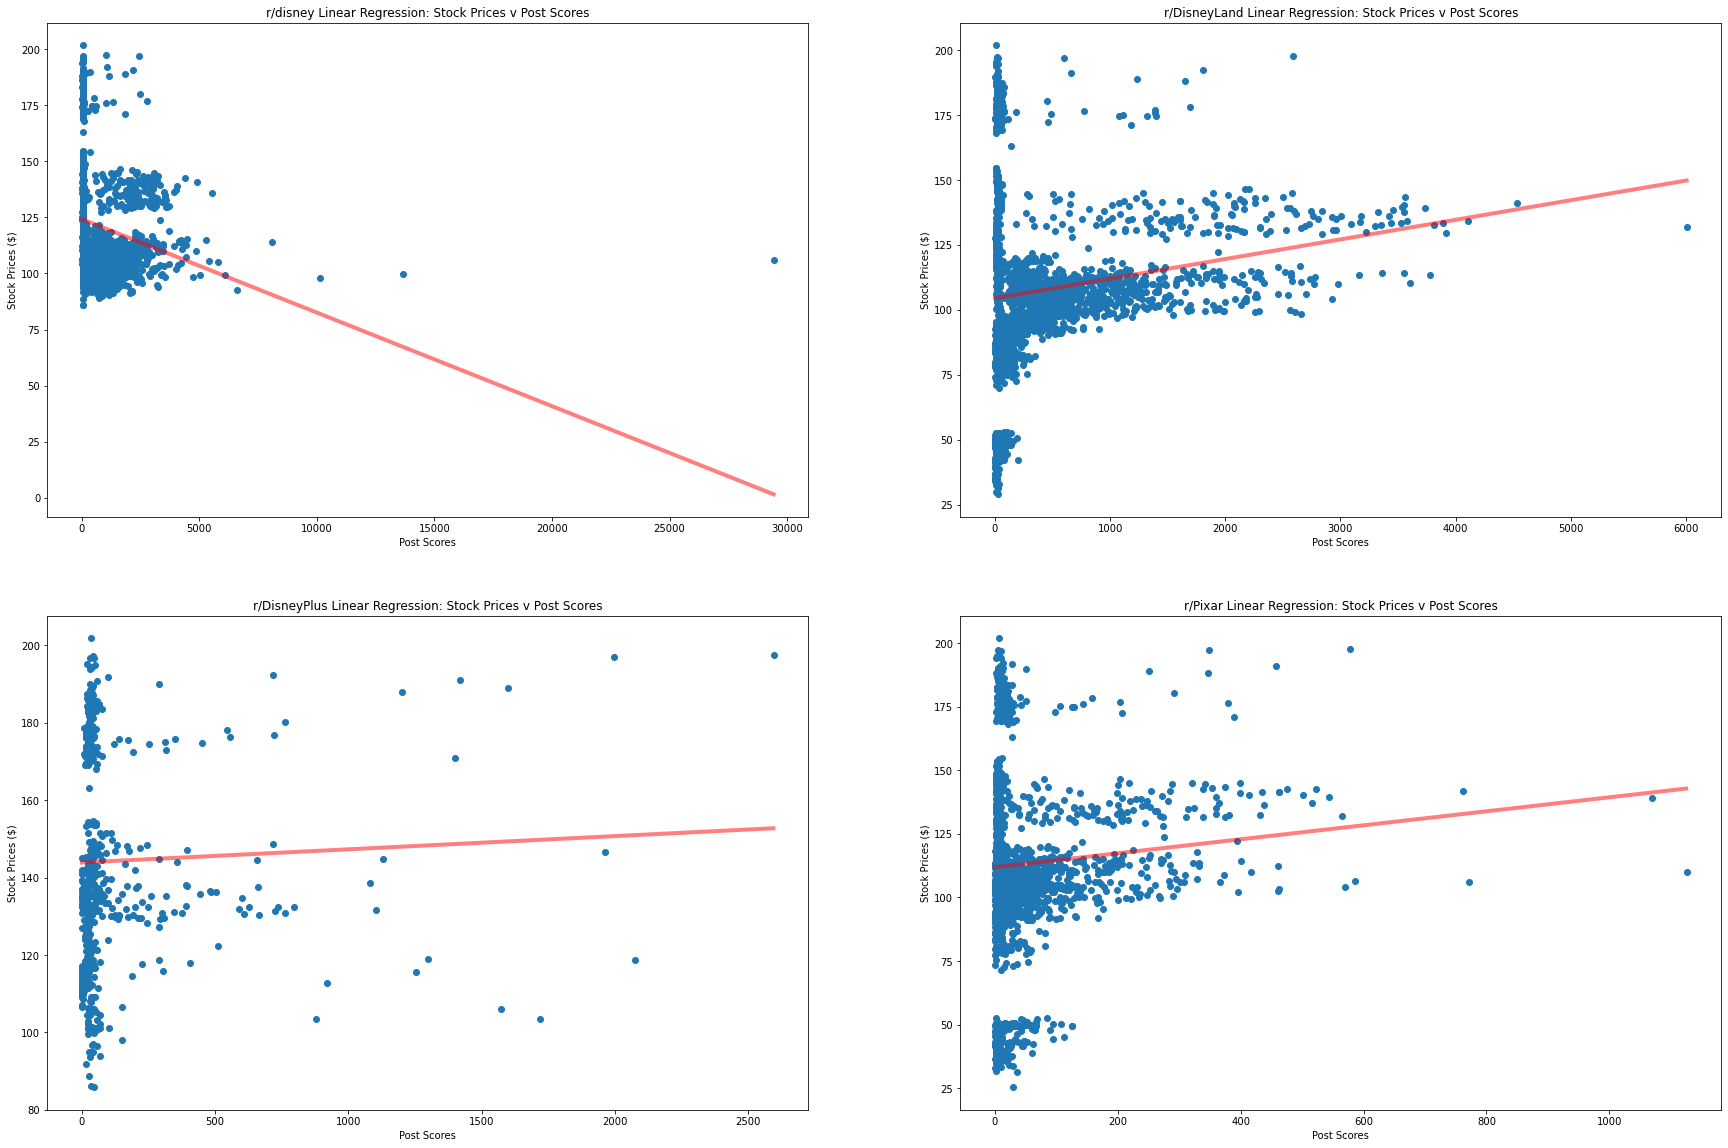 r/disney Linear Regression: Stock Prices v Post Scores
200
175
150
125
100
75
50
25
0
Stock Prices ($)
0 5000 10000 15000 20000 25000 30000
Post Scores
r/DisneyLand Linear Regression: Stock Prices v Post Scores
200
175
150
125
100
75
50
25
Stock Prices ($)
0 1000 2000 3000 4000 5000 6000
Post Scores
r/DisneyPlus Linear Regression: Stock Prices v Post Scores
200
180
160
140
120
100
80
Stock Prices ($)
0 500 1000 1500 2000 2500
Post Scores
r/Pixar Linear Regression: Stock Prices v Post Scores
200
175
150
125
100
75
50
25
Stock Prices ($)
0 200 400 600 800 1000
Post Scores